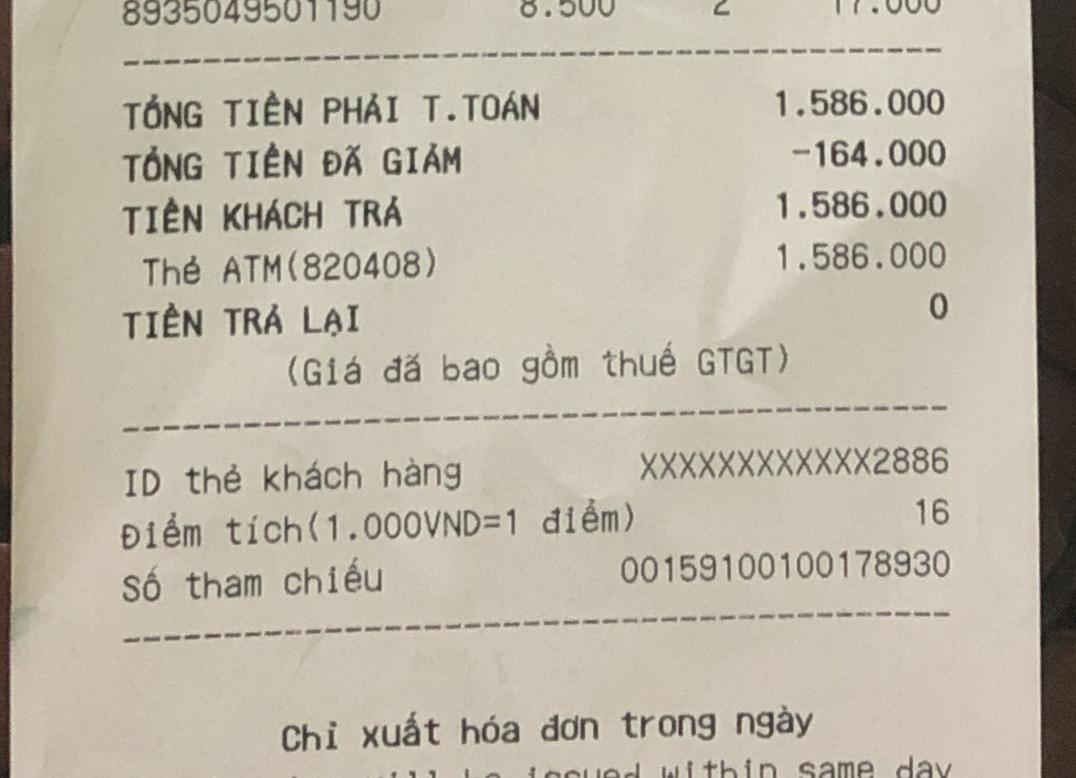 8935049501190 8.500 2 17.000
TỔNG TIỀN PHẢI T.TOÁN 1.586.000
TỔNG TIỀN ĐÃ GIẢM -164.000
TIỀN KHÁCH TRẢ 1.586.000
Thẻ ATM(820408) 1.586.000
TIỀN TRẢ LẠI 0
(Giá đã bao gồm thuế GTGT)
ID thẻ khách hàng XXXXXXXXXXXX2886
Điểm tích(1.000VND=1 điểm) 16
Số tham chiếu 00159100100178930
Chỉ xuất hóa đơn trong ngày
will be issued within same day